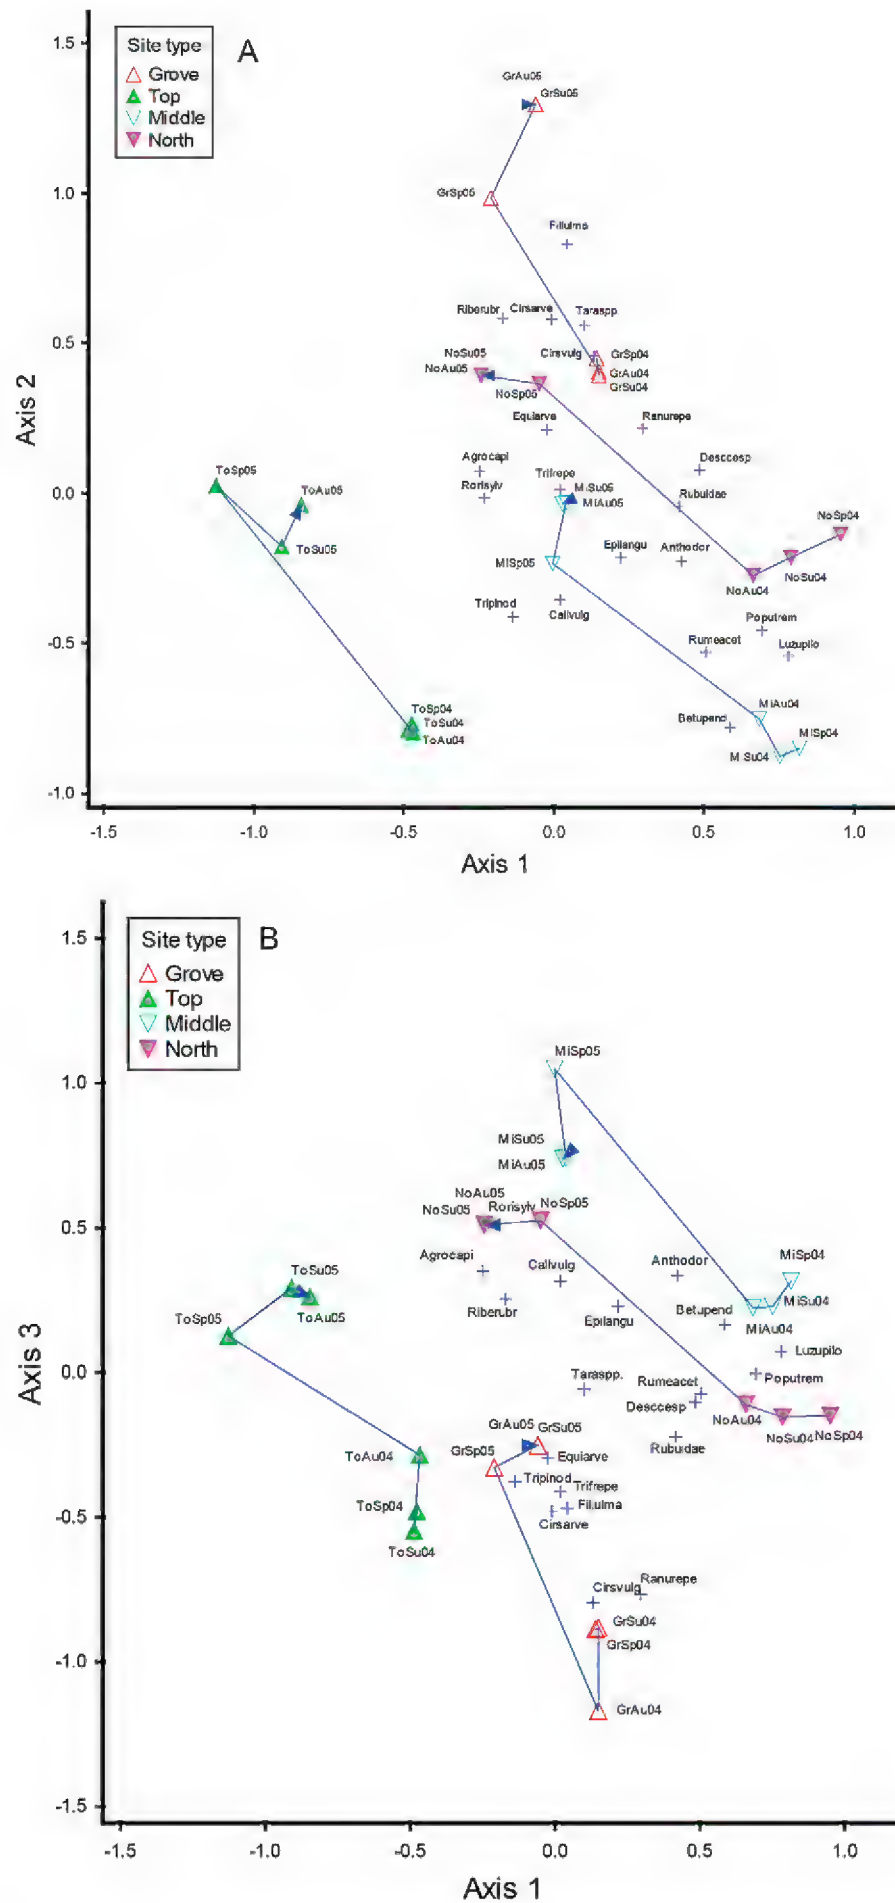 A
Site type
Grove
Top
Middle
North
1.5
1.0
0.5
0.0
-0.5
-1.0
Axis 2
GrAu05
GrSu05
GrSp05
Fillulma
Riberubr
Cirsarve
Taraspp
Cirsvulg
GrSp04
GrAu04
GrSu04
NoSu05
NoAu05
NoSp05
Equiarve
Ranurepe
Agrocapi
Desccesp
ToSp05
ToAu05
Rorisylv
Trifrepe
MiSu05
MiAu05
Rubuidae
NoSp04
ToSu05
MiSp05
Epilangu
Anthodor
NoAu04
NoSu04
Tripinod
Callvulg
Poputrem
Rumeacet
Luzupilo
ToSp04
ToSu04
ToAu04
Betupend
MiAu04
MiSp04
MiSu04
-1.5
-1.0
-0.5
0.0
0.5
1.0
Axis 1
B
Site type
Grove
Top
Middle
North
1.5
1.0
0.5
0.0
-0.5
-1.0
-1.5
Axis 3
MiSp05
MiSu05
MiAu05
NoAu05
NoSu05
Rorisylv
NoSp05
Agrocapi
Callvulg
Anthodor
MiSp04
ToSu05
Riberubr
Epilangu
Betupend
MiSu04
ToSp05
ToAu05
MiAu04
Luzupilo
Taraspp.
Rumeacet
Poputrem
Desccesp
NoAu04
GrAu05
GrSu05
NoSu04
NoSp04
ToAu04
GrSp05
Equiarve
Rubuidae
Tripinod
Trifrepe
ToSp04
Filulma
Cirsarve
ToSu04
Cirsvulg
Ranurepe
GrSu04
GrSp04
GrAu04
-1.5
-1.0
-0.5
0.0
0.5
1.0
Axis 1